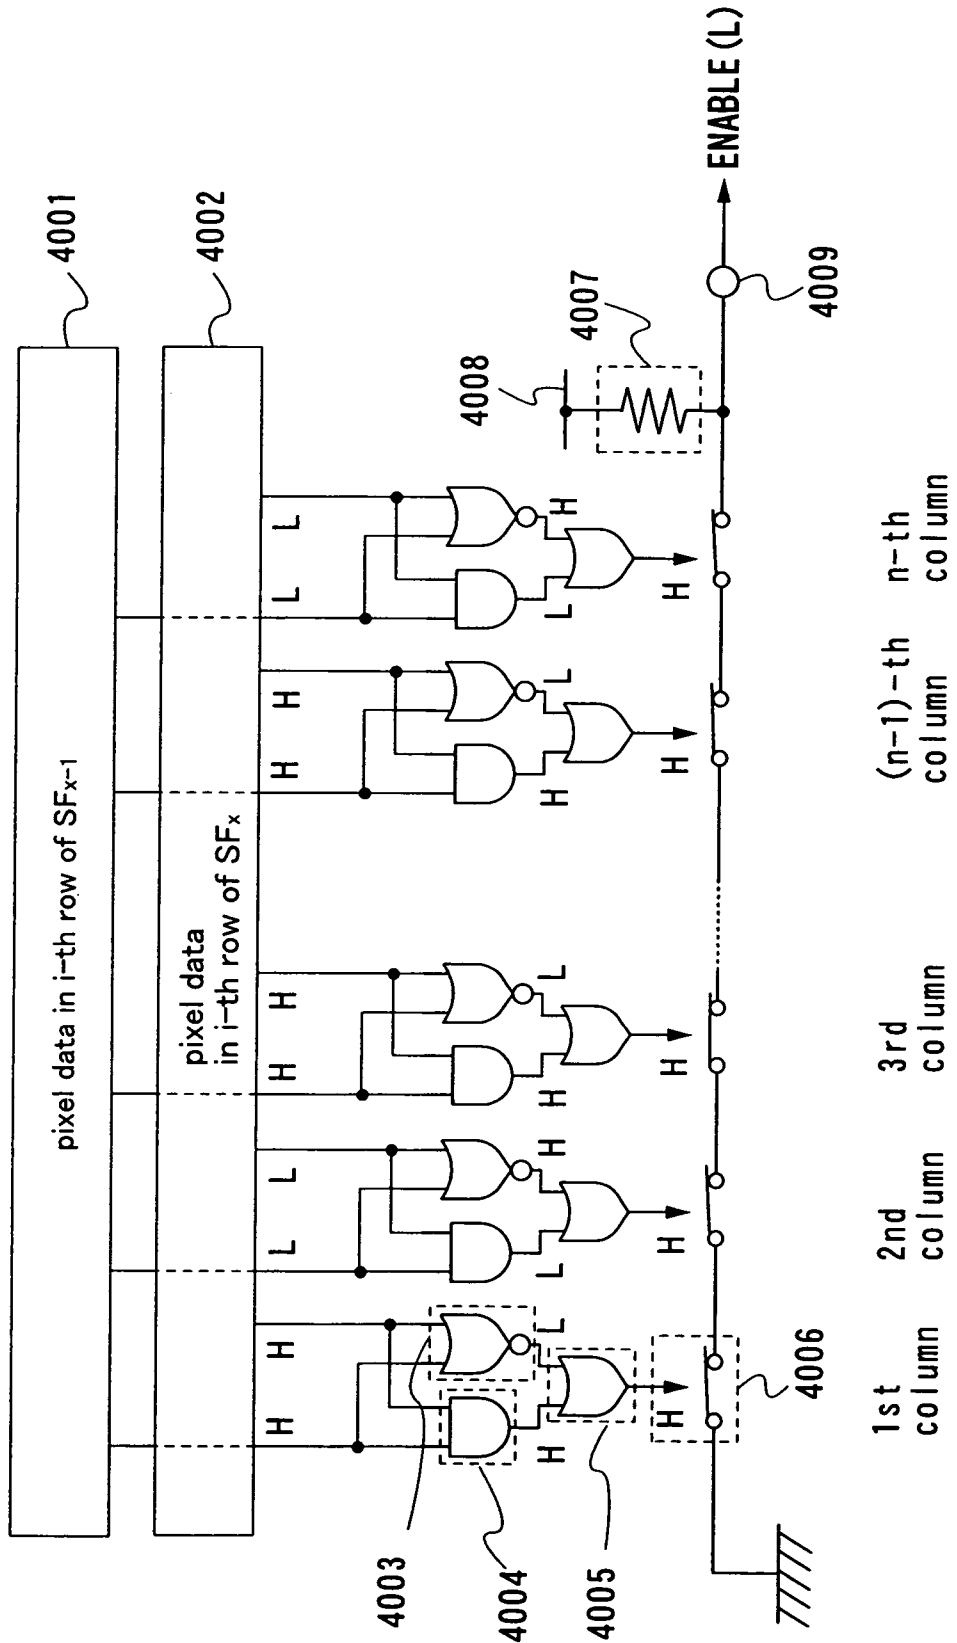 4001
pixel data in i-th row of SFx-1
4002
pixel data
in i-th row of SFx
H H L L H H H H L L
4003
4004
H L L H H L H L L H
4005
H H H H H
4006
4008
4007
4009
ENABLE (L)
1st
column
2nd
column
3rd
column
(n-1)-th
column
n-th
column